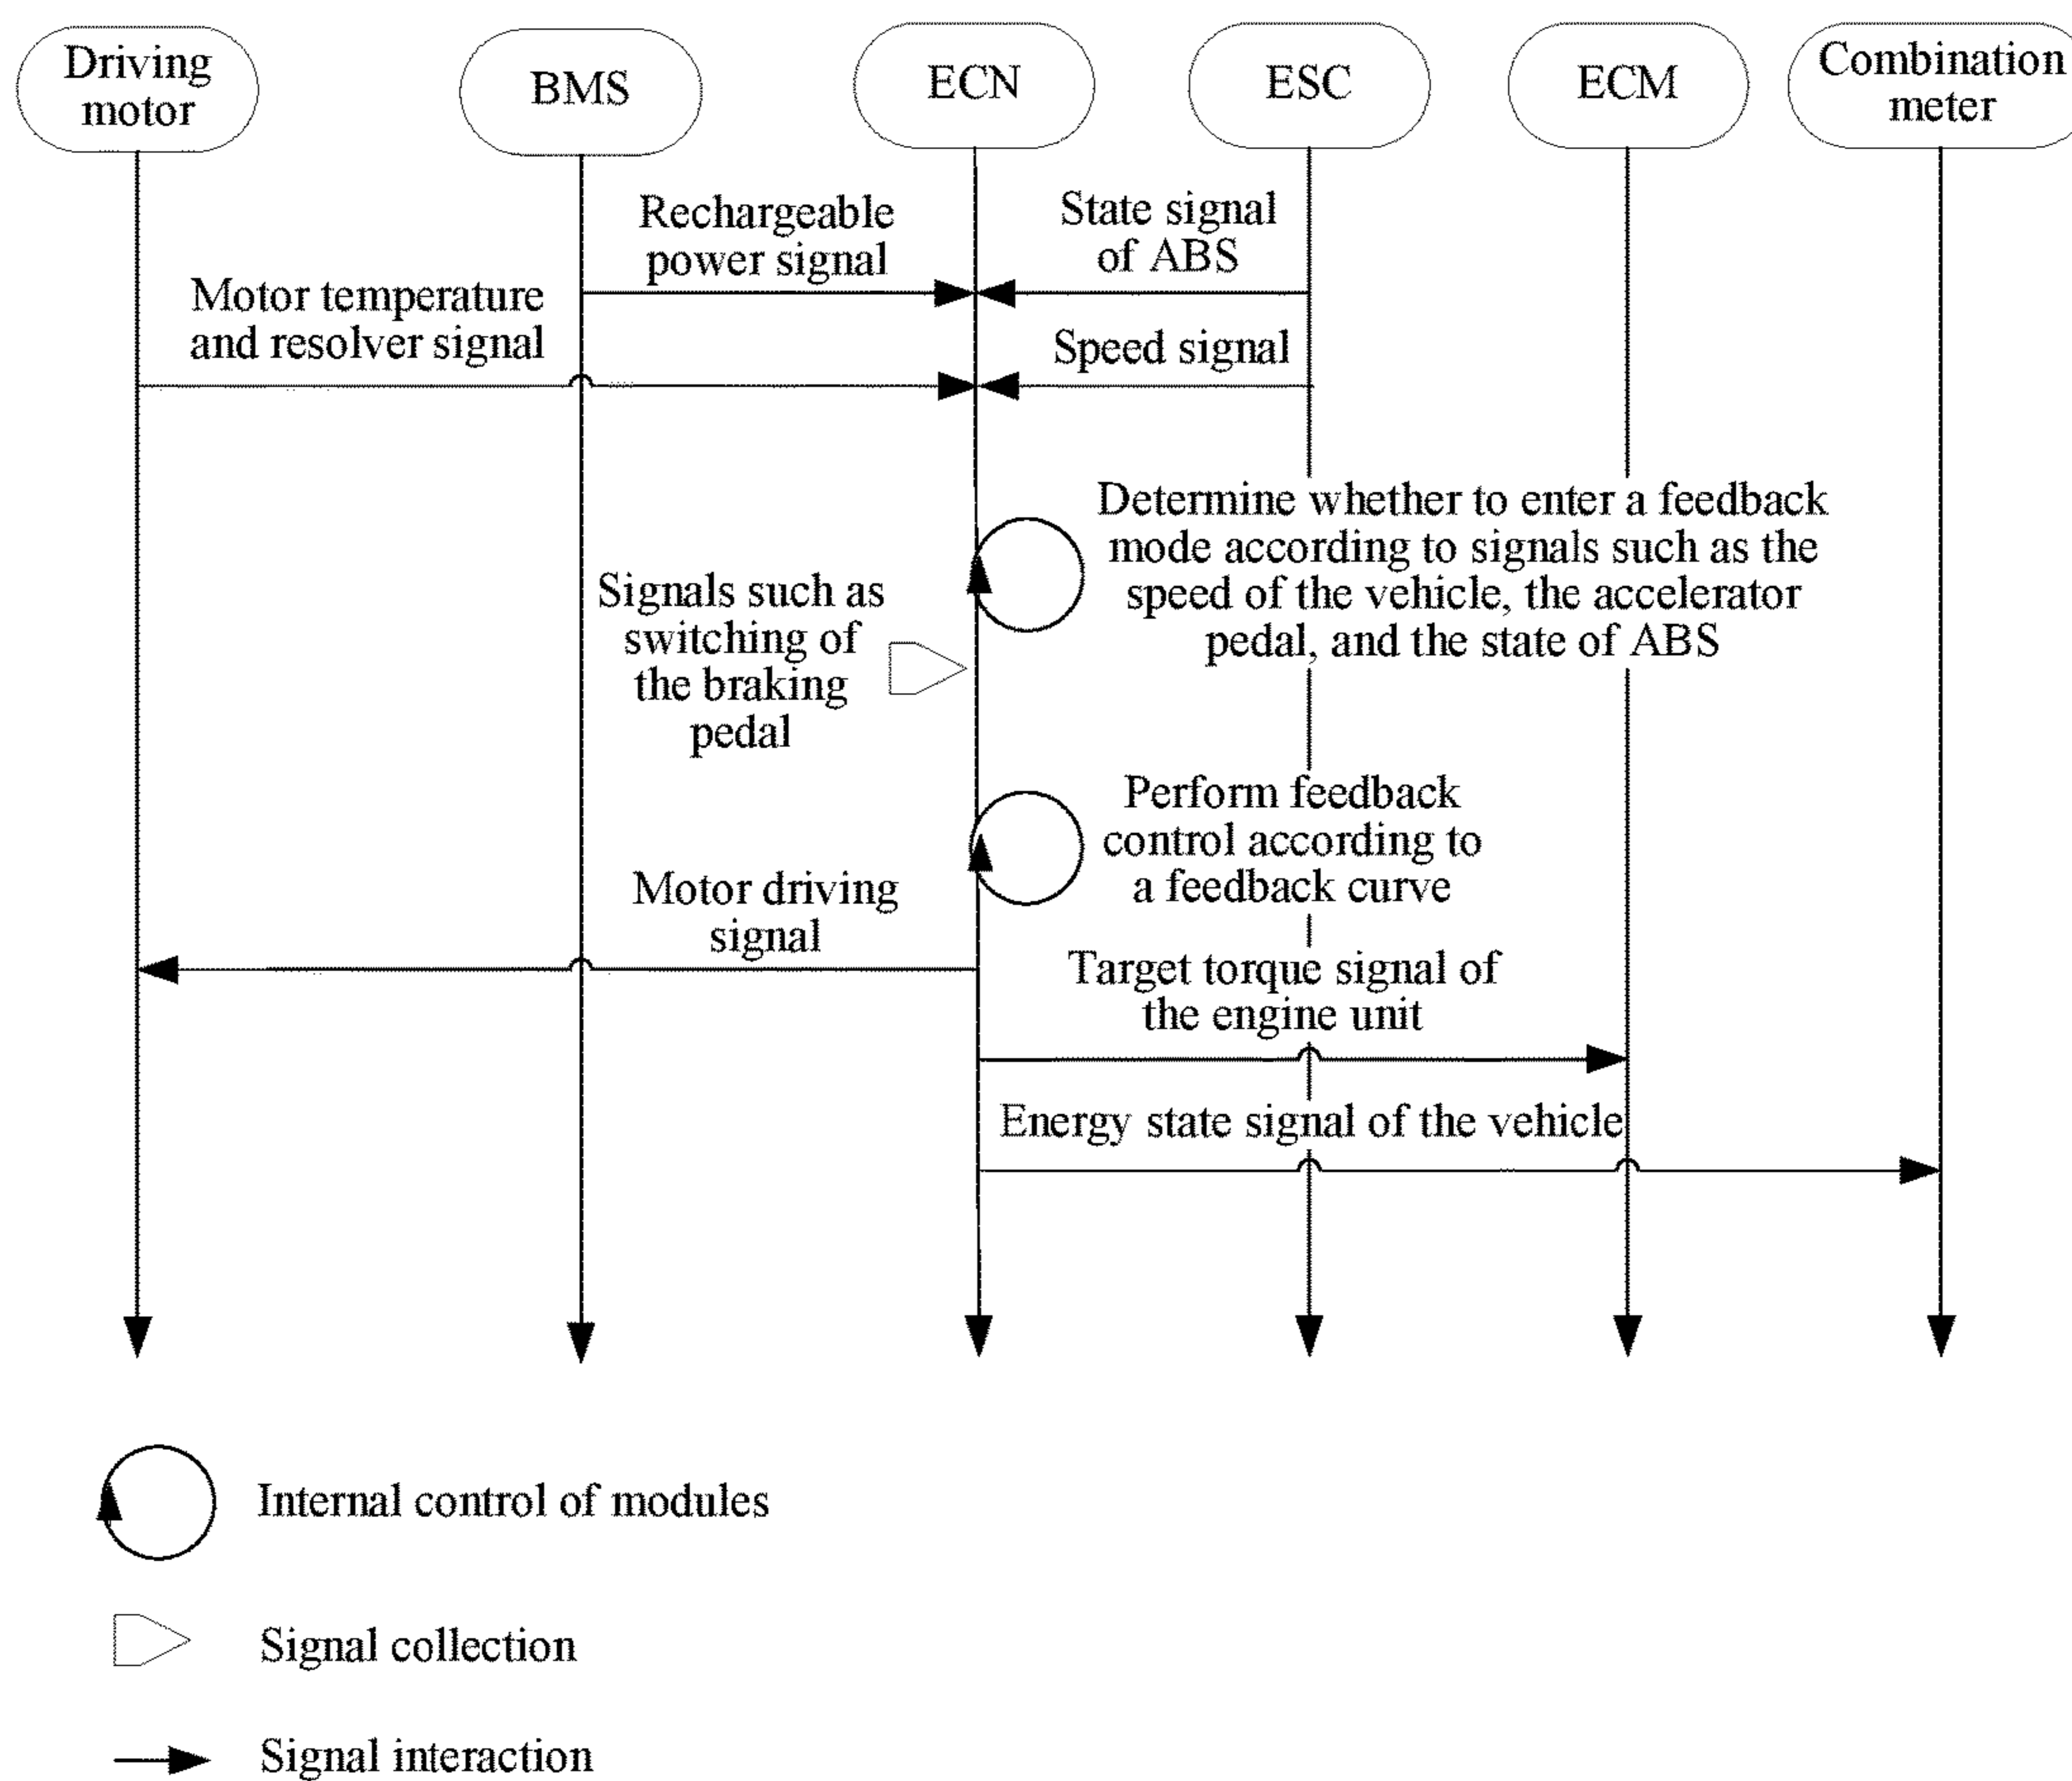 Driving
motor
BMS
ECN
ESC
ECM
Combination
meter
Rechargeable
power signal
State signal
of ABS
Motor temperature
and resolver signal
Speed signal
Determine whether to enter a feedback
mode according to signals such as the
speed of the vehicle, the accelerator
pedal, and the state of ABS
Signals such as
switching of
the braking
pedal
Perform feedback
control according to
a feedback curve
Motor driving
signal
Target torque signal of
the engine unit
Energy state signal of the vehicle
Internal control of modules
Signal collection
Signal interaction